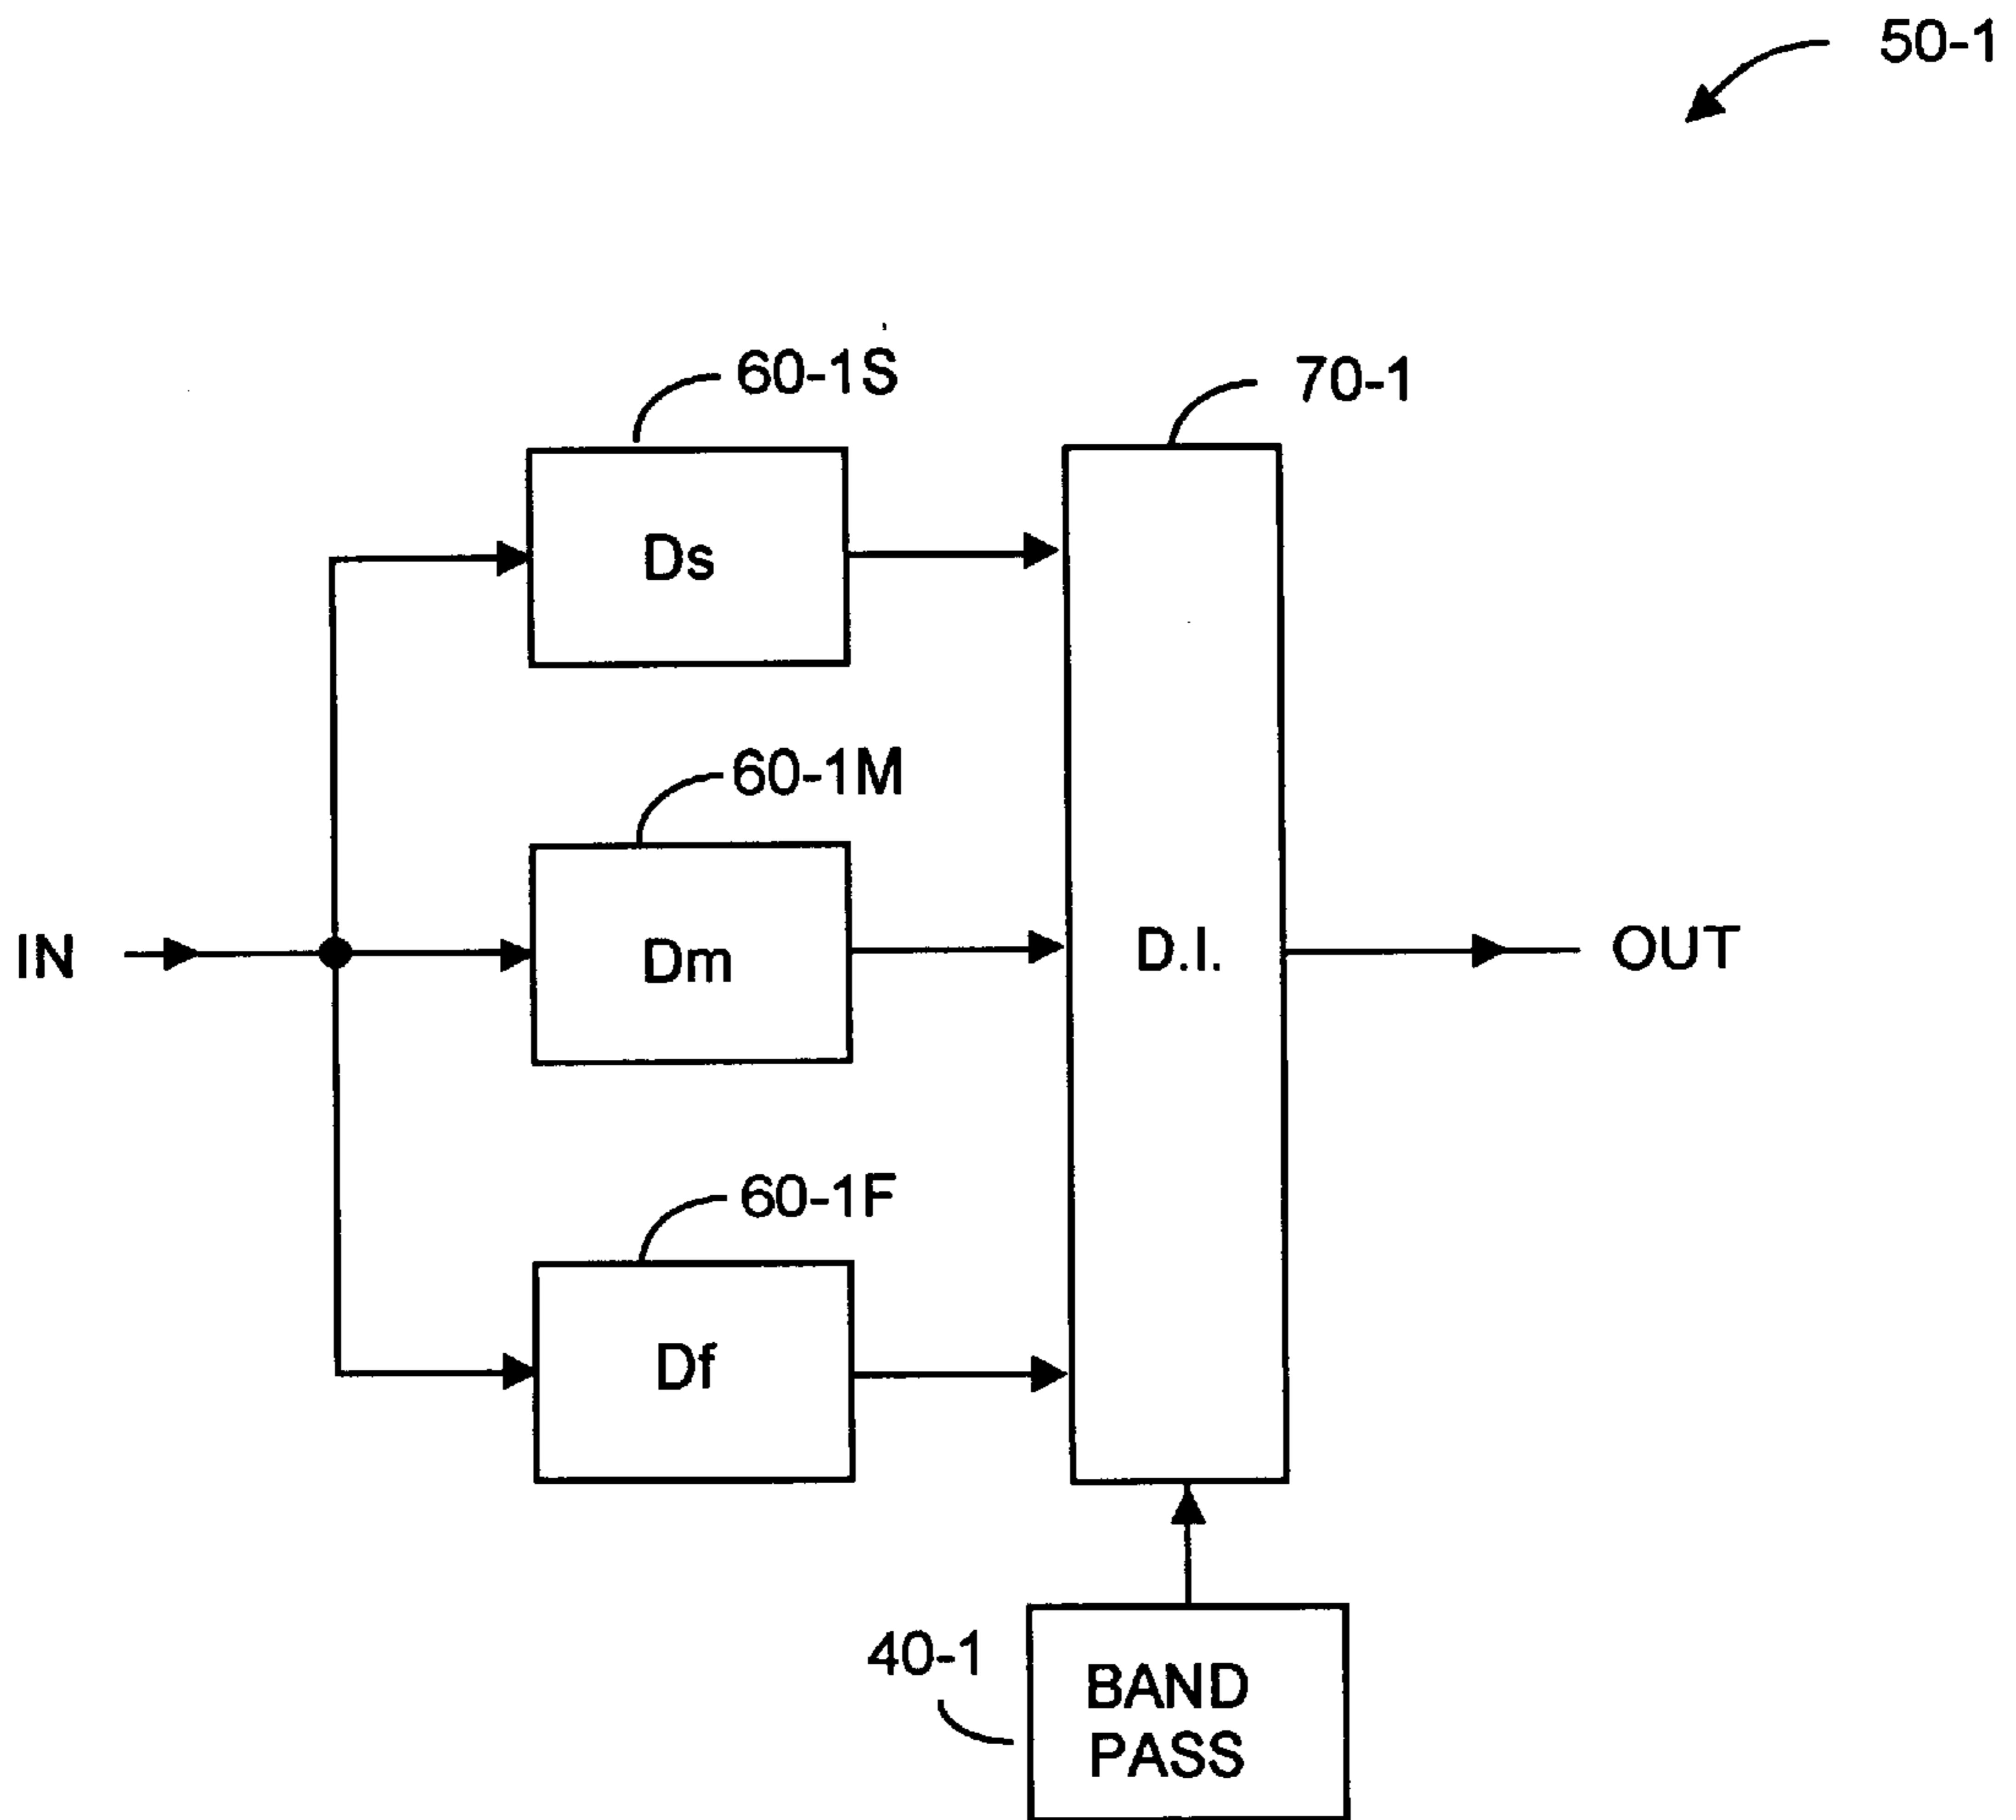 50-1
60-1S
70-1
Ds
60-1M
IN
Dm
D.I.
OUT
60-1F
Df
40-1
BAND
PASS